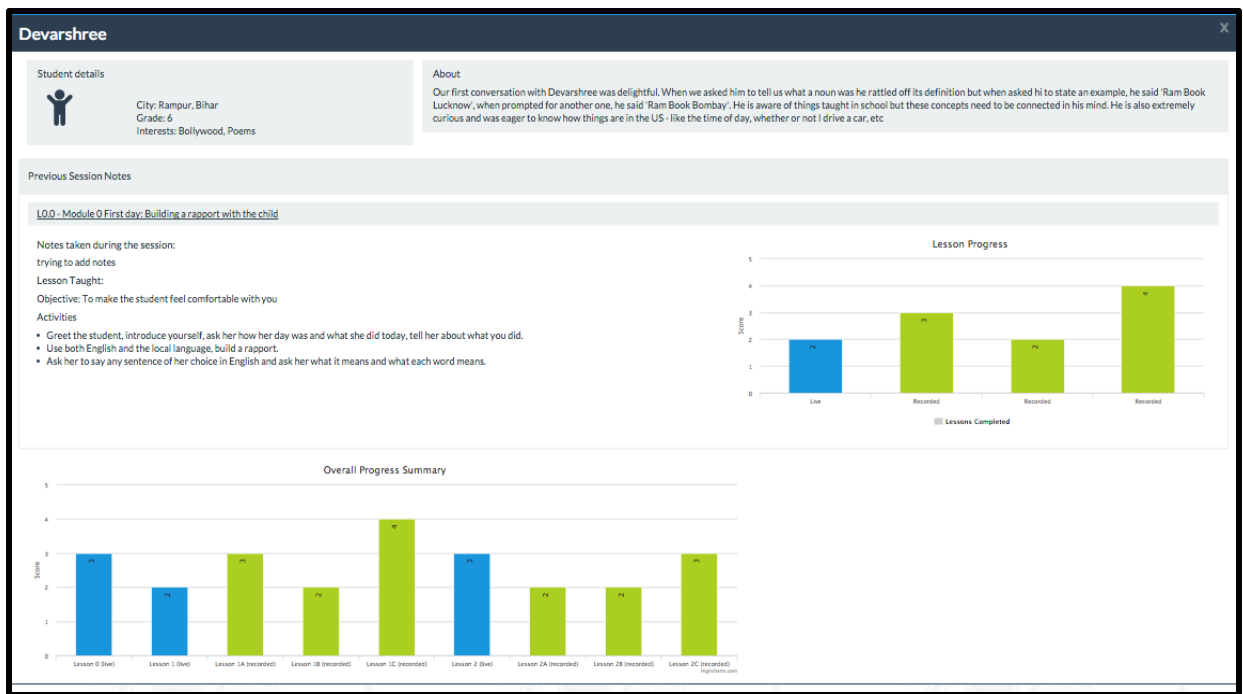 Devarshree
X
Student details
City: Rampur, Bihar
Grade: 6
Interests: Bollywood, Poems
About
Our first conversation with Devarshree was delightful. When we asked him to tell us what a noun was he rattled off its definition but when asked hi to state an example, he said 'Ram Book
Lucknow', when prompted for another one, he said 'Ram Book Bombay'. He is aware of things taught in school but these concepts need to be connected in his mind. He is also extremely
curious and was eager to know how things are in the US - like the time of day, whether or not I drive a car, etc
Previous Session Notes
L0.0 - Module 0 First day: Building a rapport with the child
Notes taken during the session:
trying to add notes
Lesson Taught:
Objective: To make the student feel comfortable with you
Activities
• Greet the student, introduce yourself, ask her how her day was and what she did today, tell her about what you did.
• Use both English and the local language, build a rapport.
• Ask her to say any sentence of her choice in English and ask her what it means and what each word means.
Lesson Progress
5
4
3
2
1
0
Score
2
3
2
4
Live
Recorded
Recorded
Recorded
Lessons Completed
Overall Progress Summary
5
4
3
2
1
0
Score
3
2
3
2
4
3
2
2
3
Lesson 0 (live)
Lesson 1 (live)
Lesson 1A (recorded)
Lesson 1B (recorded)
Lesson 1C (recorded)
Lesson 2 (live)
Lesson 2A (recorded)
Lesson 2B (recorded)
Lesson 2C (recorded)
Highcharts.com